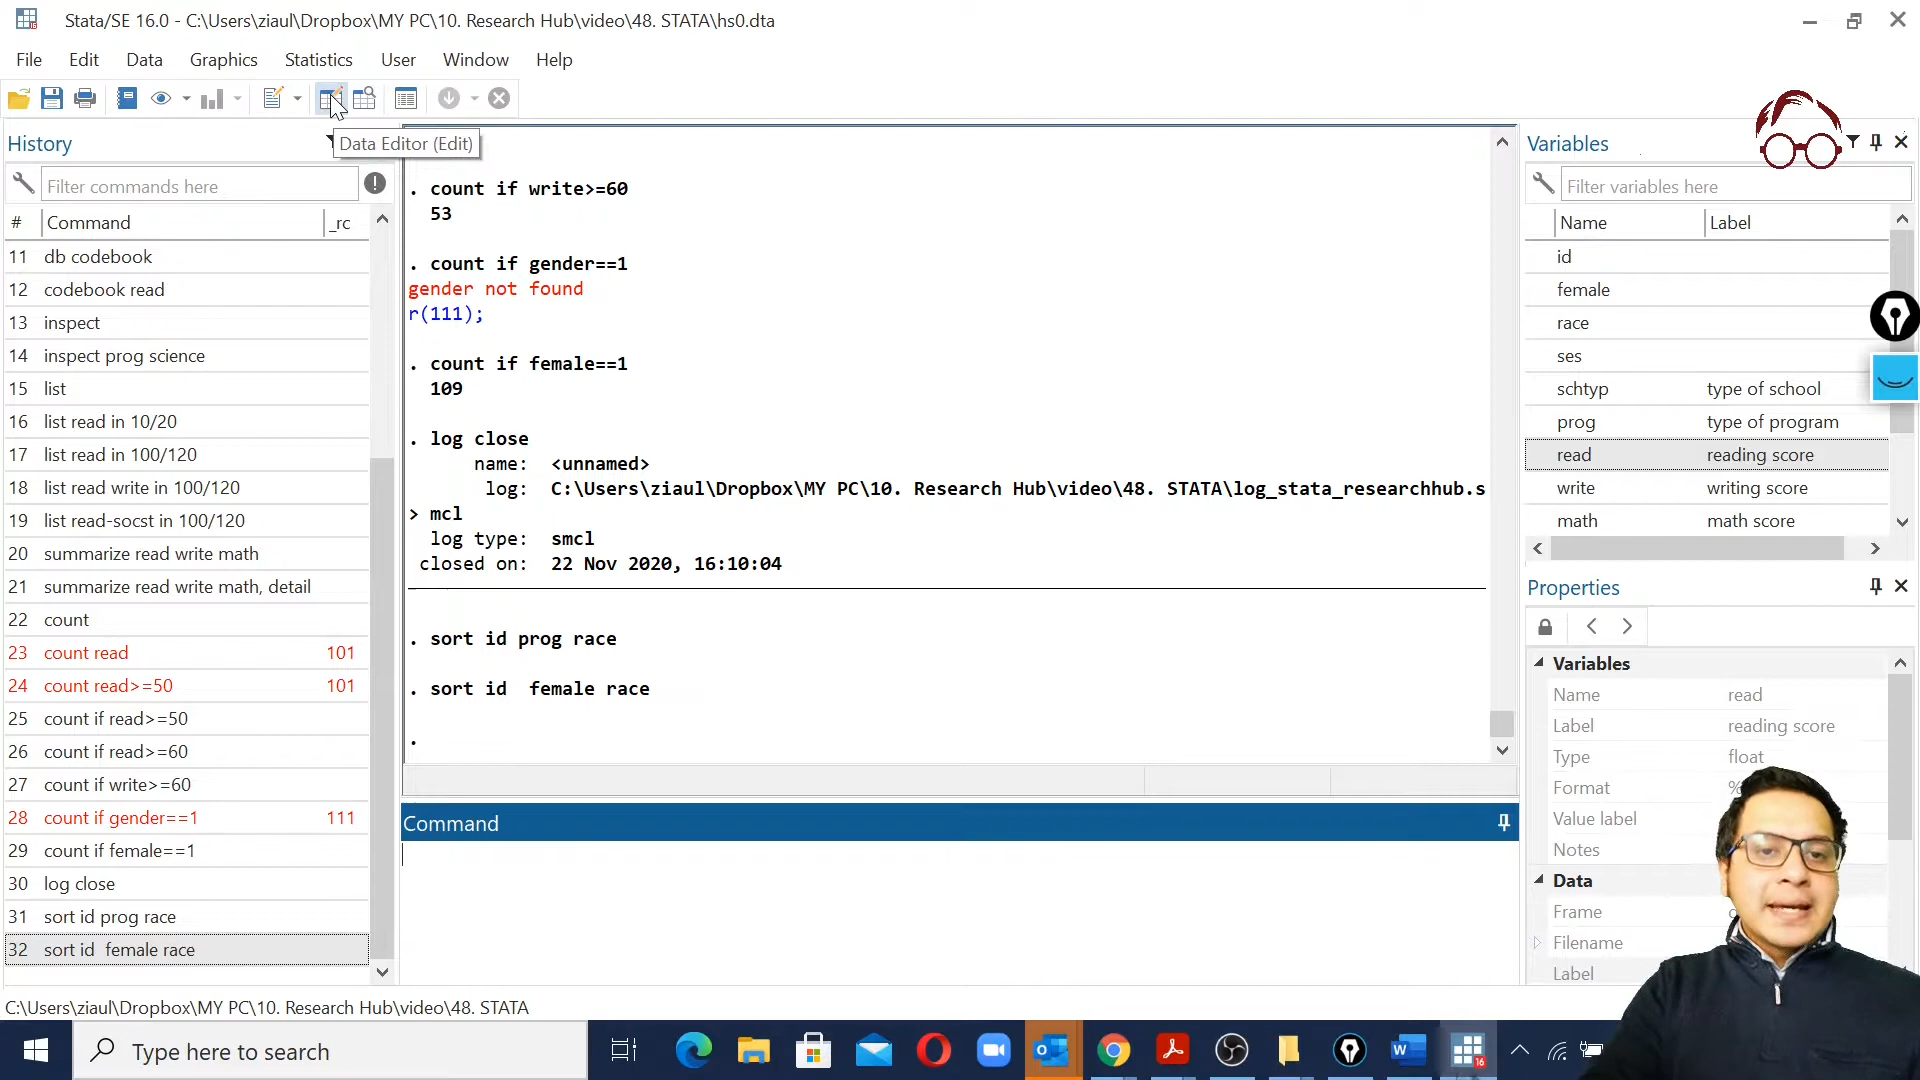 Stata/SE 16.0 - C:\Users\ziaul\Dropbox\MY PC\10. Research Hub\video\48. STATA\hs0.dta
File Edit Data Graphics Statistics User Window Help
Data Editor (Edit)
History
Filter commands here
# Command _rc
11 db codebook
12 codebook read
13 inspect
14 inspect prog science
15 list
16 list read in 10/20
17 list read in 100/120
18 list read write in 100/120
19 list read-socst in 100/120
20 summarize read write math
21 summarize read write math, detail
22 count
23 count read 101
24 count read>=50 101
25 count if read>=50
26 count if read>=60
27 count if write>=60
28 count if gender==1 111
29 count if female==1
30 log close
31 sort id prog race
32 sort id  female race
. count if write>=60
53
. count if gender==1
gender not found
r(111);
. count if female==1
109
. log close
name: <unnamed>
log: C:\Users\ziaul\Dropbox\MY PC\10. Research Hub\video\48. STATA\log_stata_researchhub.s
> mcl
log type: smcl
closed on: 22 Nov 2020, 16:10:04
. sort id prog race
. sort id  female race
.
Command
Variables
Filter variables here
Name Label
id
female
race
ses
schtyp type of school
prog type of program
read reading score
write writing score
math math score
Properties
Variables
Name read
Label reading score
Type float
Format
Value label
Notes
Data
Frame
Filename
Label
C:\Users\ziaul\Dropbox\MY PC\10. Research Hub\video\48. STATA
Type here to search
16